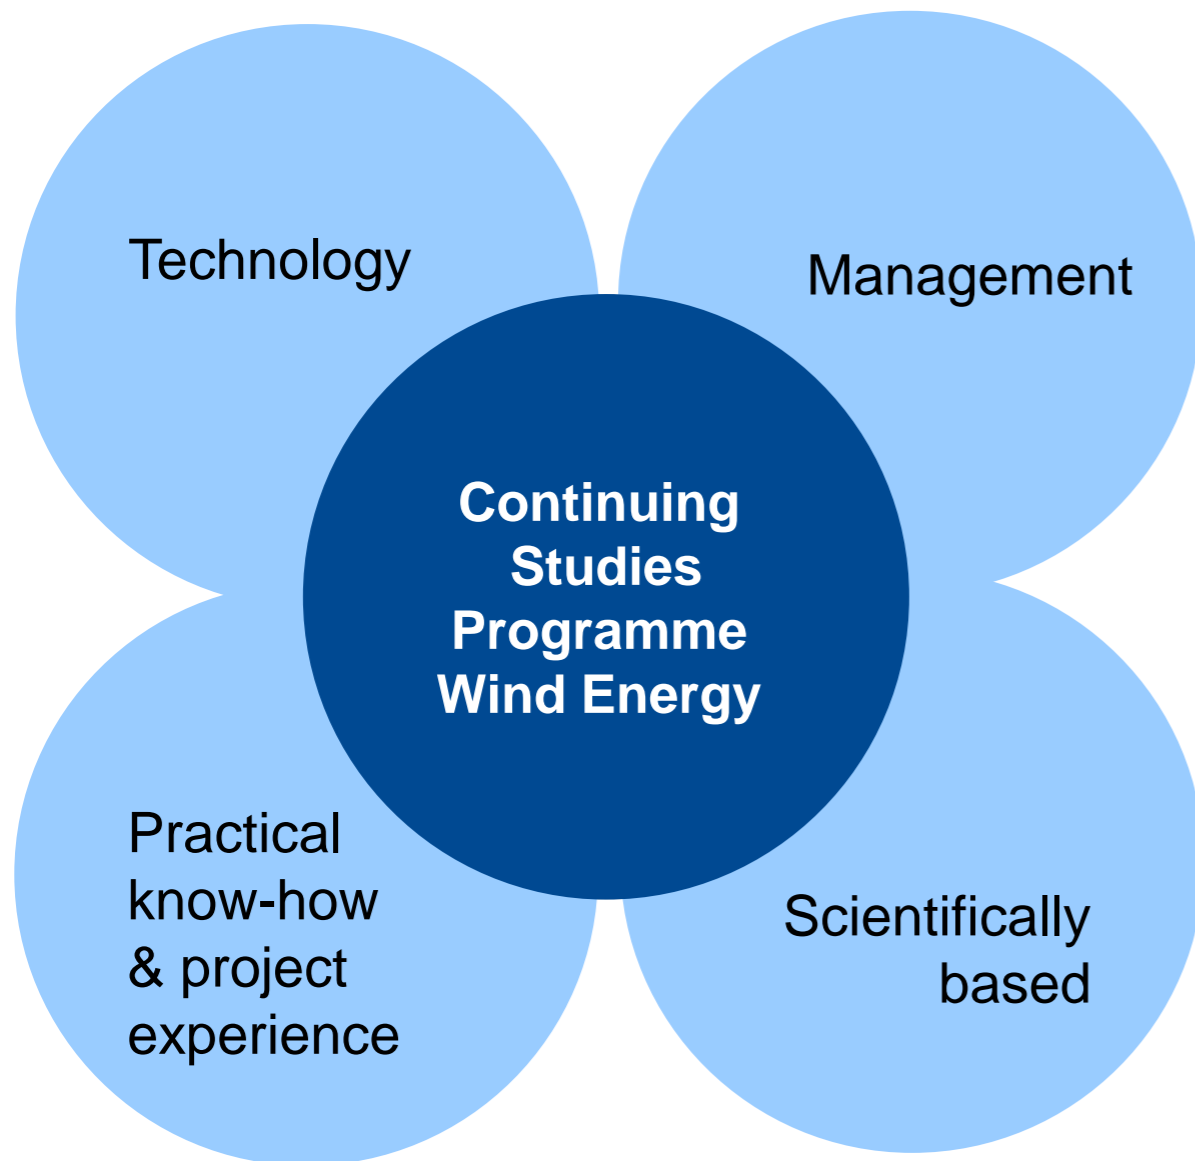 Technology
Management
Continuing
Studies
Programme
Wind Energy
Practical
know-how
& project
experience
Scientifically
based